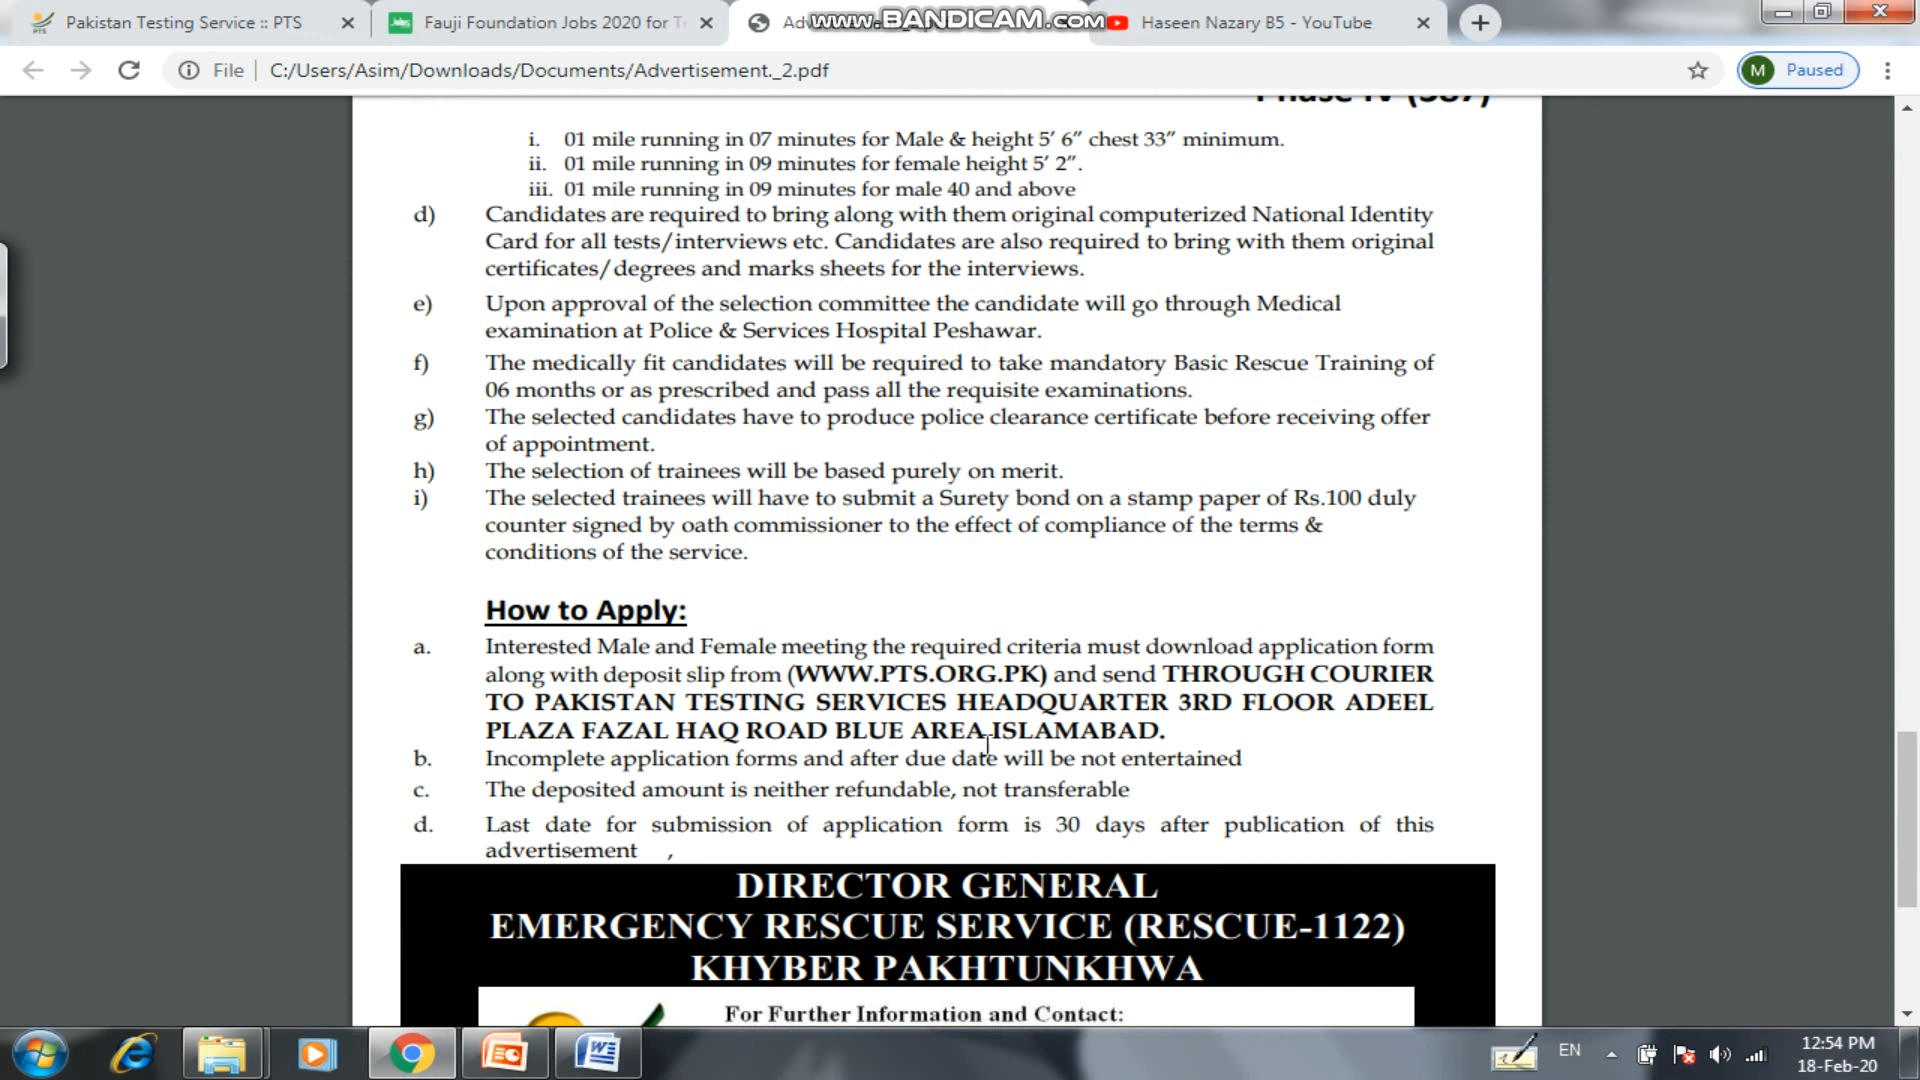 Pakistan Testing Service :: PTS
Fauji Foundation Jobs 2020 for
Adv
www.BANDICAM.com
Haseen Nazary B5 - YouTube
File
C:/Users/Asim/Downloads/Documents/Advertisement._2.pdf
M Paused
i. 01 mile running in 07 minutes for Male & height 5′ 6″ chest 33″ minimum.
ii. 01 mile running in 09 minutes for female height 5′ 2″.
iii. 01 mile running in 09 minutes for male 40 and above
d) Candidates are required to bring along with them original computerized National Identity
Card for all tests/interviews etc. Candidates are also required to bring with them original
certificates/degrees and marks sheets for the interviews.
e) Upon approval of the selection committee the candidate will go through Medical
examination at Police & Services Hospital Peshawar.
f) The medically fit candidates will be required to take mandatory Basic Rescue Training of
06 months or as prescribed and pass all the requisite examinations.
g) The selected candidates have to produce police clearance certificate before receiving offer
of appointment.
h) The selection of trainees will be based purely on merit.
i) The selected trainees will have to submit a Surety bond on a stamp paper of Rs.100 duly
counter signed by oath commissioner to the effect of compliance of the terms &
conditions of the service.
How to Apply:
a. Interested Male and Female meeting the required criteria must download application form
along with deposit slip from (WWW.PTS.ORG.PK) and send THROUGH COURIER
TO PAKISTAN TESTING SERVICES HEADQUARTER 3RD FLOOR ADEEL
PLAZA FAZAL HAQ ROAD BLUE AREA ISLAMABAD.
b. Incomplete application forms and after due date will be not entertained
c. The deposited amount is neither refundable, not transferable
d. Last date for submission of application form is 30 days after publication of this
advertisement ,
DIRECTOR GENERAL
EMERGENCY RESCUE SERVICE (RESCUE-1122)
KHYBER PAKHTUNKHWA
For Further Information and Contact:
EN
12:54 PM
18-Feb-20